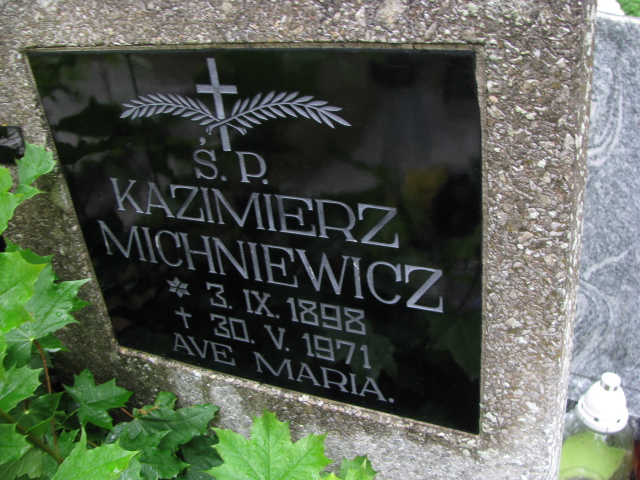 Ś. P.
KAZIMIERZ
MICHNIEWICZ
* 3. IX. 1898
† 30. V. 1971
AVE MARIA.